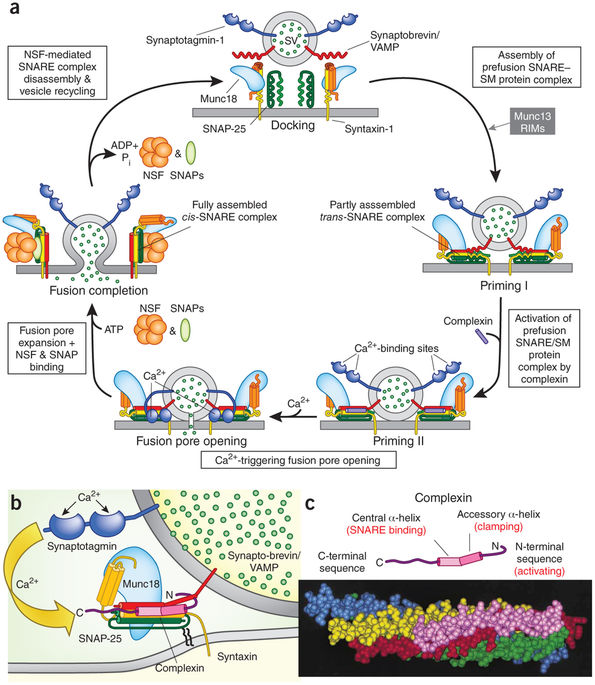 a
NSF-mediated
SNARE complex
disassembly &
vesicle recycling
Synaptotagmin-1
SV
Synaptobrevin/
VAMP
Munc18
SNAP-25
Syntaxin-1
Docking
Assembly of
prefusion SNARE–
SM protein complex
Munc13
RIMs
ADP+
Pi
NSF
&
SNAPs
Fully assembled
cis-SNARE complex
Fusion completion
Partly asssembled
trans-SNARE complex
Priming I
Fusion pore
expansion +
NSF & SNAP
binding
ATP
NSF SNAPs
&
Complexin
Activation of
prefusion
SNARE/SM
protein
complex by
complexin
Ca2+-binding sites
Ca2+
Fusion pore opening
Ca2+
Priming II
Ca2+-triggering fusion pore opening
b
Ca2+
Synaptotagmin
Ca2+
Munc18
Synapto-brevin/
VAMP
N
C
SNAP-25
Complexin
Syntaxin
c
Complexin
Central α-helix
(SNARE binding)
Accessory α-helix
(clamping)
C-terminal
sequence
C
N
N-terminal
sequence
(activating)